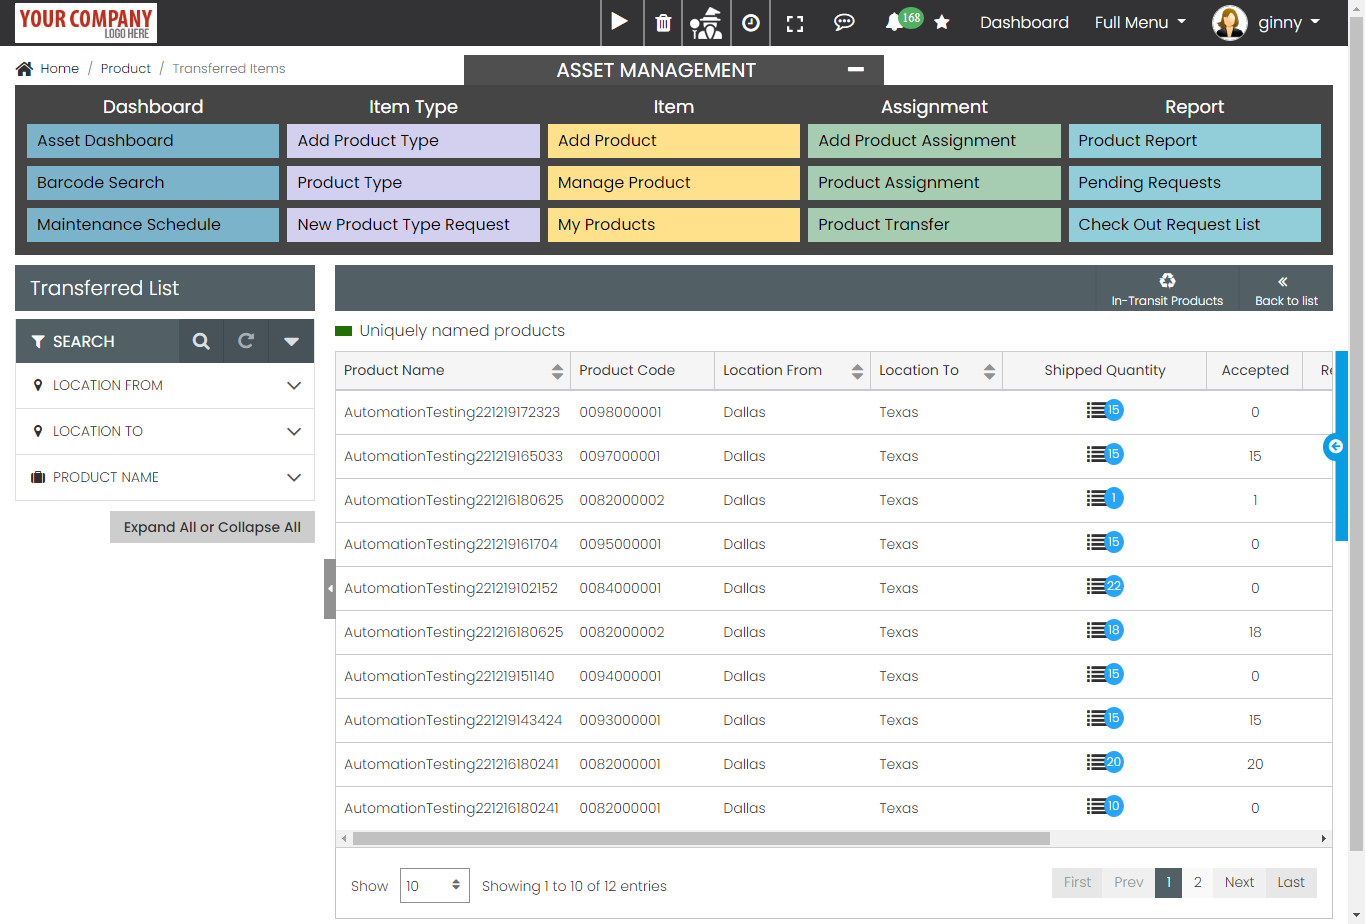 YOUR COMPANY
LOGO HERE
168
Dashboard
Full Menu
ginny
Home / Product / Transferred Items
ASSET MANAGEMENT
Dashboard
Item Type
Item
Assignment
Report
Asset Dashboard
Add Product Type
Add Product
Add Product Assignment
Product Report
Barcode Search
Product Type
Manage Product
Product Assignment
Pending Requests
Maintenance Schedule
New Product Type Request
My Products
Product Transfer
Check Out Request List
Transferred List
In-Transit Products
Back to list
SEARCH
LOCATION FROM
LOCATION TO
PRODUCT NAME
Expand All or Collapse All
Uniquely named products
Product Name Product Code Location From Location To Shipped Quantity Accepted
AutomationTesting221219172323 0098000001 Dallas Texas 15 0
AutomationTesting221219165033 0097000001 Dallas Texas 15 15
AutomationTesting221216180625 0082000002 Dallas Texas 1 1
AutomationTesting221219161704 0095000001 Dallas Texas 15 0
AutomationTesting221219102152 0084000001 Dallas Texas 22 0
AutomationTesting221216180625 0082000002 Dallas Texas 18 18
AutomationTesting221219151140 0094000001 Dallas Texas 15 0
AutomationTesting221219143424 0093000001 Dallas Texas 15 15
AutomationTesting221216180241 0082000001 Dallas Texas 20 20
AutomationTesting221216180241 0082000001 Dallas Texas 10 0
Show 10 Showing 1 to 10 of 12 entries
First Prev 1 2 Next Last